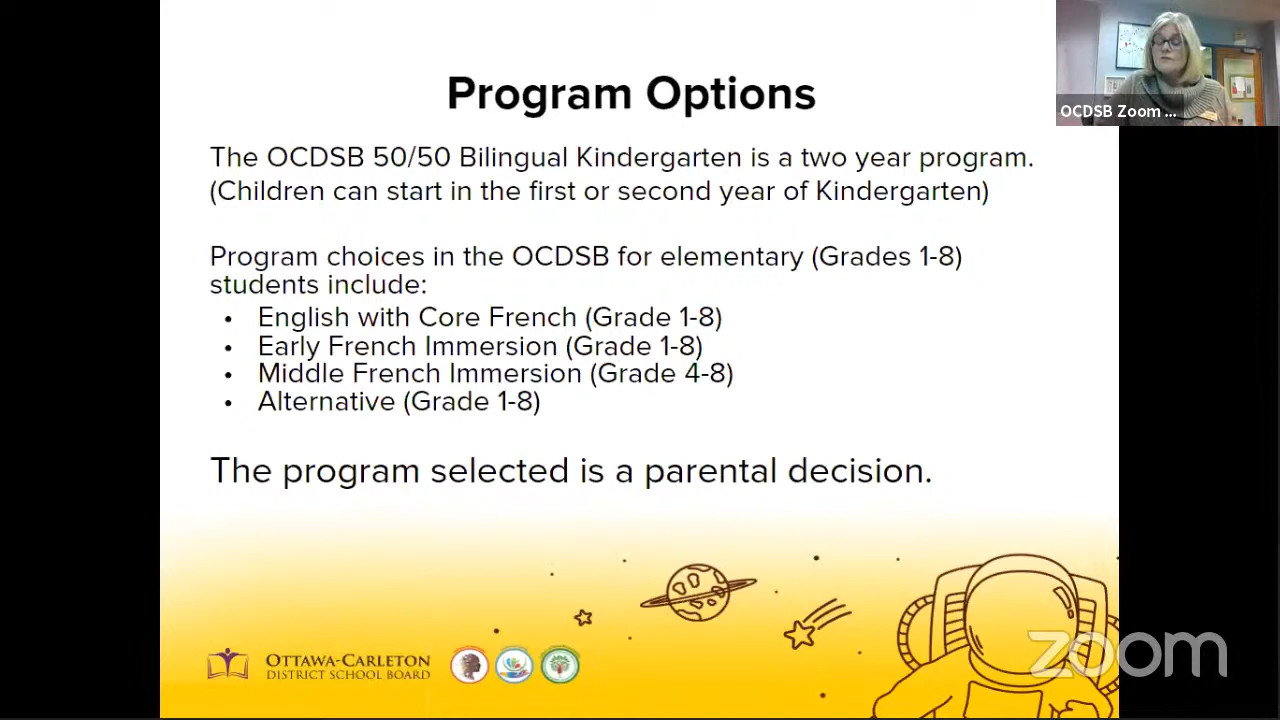 Program Options
OCDSB Zoom ...
The OCDSB 50/50 Bilingual Kindergarten is a two year program.
(Children can start in the first or second year of Kindergarten)
Program choices in the OCDSB for elementary (Grades 1-8)
students include:
• English with Core French (Grade 1-8)
• Early French Immersion (Grade 1-8)
• Middle French Immersion (Grade 4-8)
• Alternative (Grade 1-8)
The program selected is a parental decision.
OTTAWA-CARLETON
DISTRICT SCHOOL BOARD
zoom